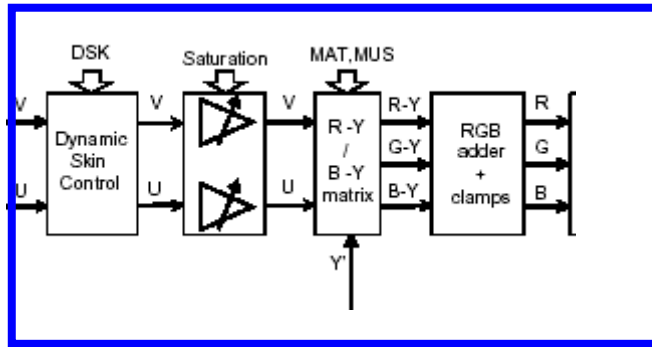 DSK
Saturation
MAT,MUS
V
V
V
R-Y
R
Dynamic
Skin
Control
R -Y
/
B -Y
matrix
G-Y
RGB
adder
+
clamps
G
U
U
U
B-Y
B
Y'